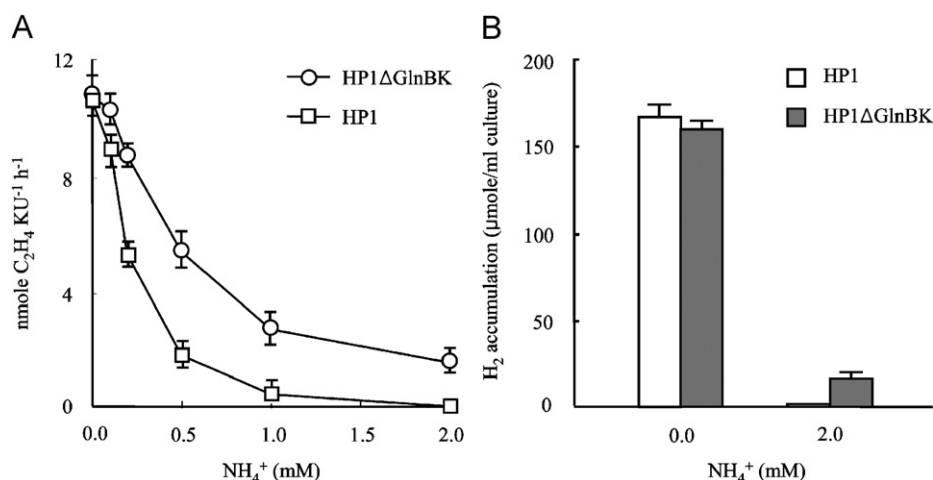 A
12
8
4
0
nmole C₂H₄ KU⁻¹ h⁻¹
HP1ΔGlnBK
HP1
0.0 0.5 1.0 1.5 2.0
NH₄⁺ (mM)
B
200
150
100
50
0
H₂ accumulation (μmole/ml culture)
HP1
HP1ΔGlnBK
0.0 2.0
NH₄⁺ (mM)